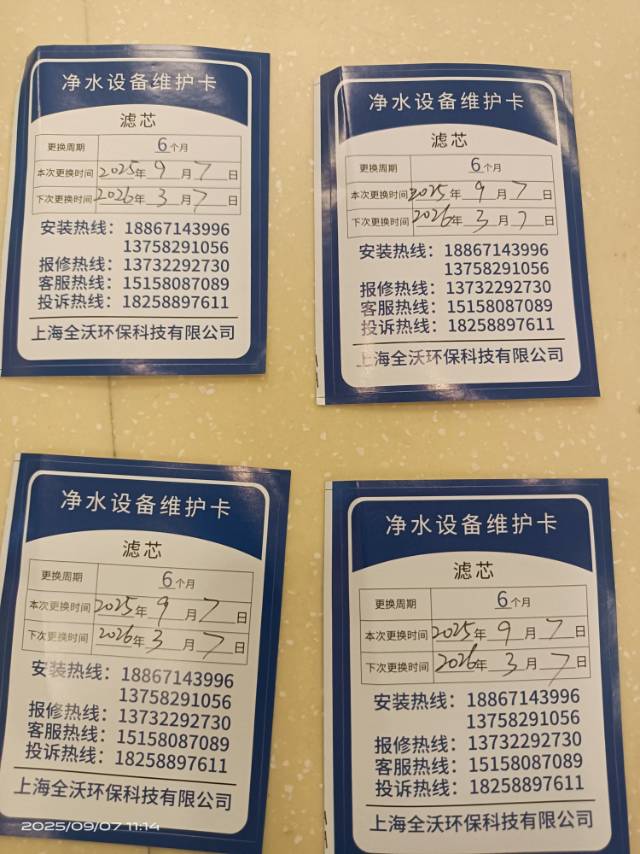 净水设备维护卡
滤芯
更换周期 6个月
本次更换时间 2025年 9月 7日
下次更换时间 2026年 3月 7日
安装热线：18867143996
13758291056
报修热线：13732292730
客服热线：15158087089
投诉热线：18258897611
上海全沃环保科技有限公司
净水设备维护卡
滤芯
更换周期 6个月
本次更换时间 2025年 9月 7日
下次更换时间 2026年 3月 7日
安装热线：18867143996
13758291056
报修热线：13732292730
客服热线：15158087089
投诉热线：18258897611
上海全沃环保科技有限公司
净水设备维护卡
滤芯
更换周期 6个月
本次更换时间 2025年 9月 7日
下次更换时间 2026年 3月 7日
安装热线：18867143996
13758291056
报修热线：13732292730
客服热线：15158087089
投诉热线：18258897611
上海全沃环保科技有限公司
净水设备维护卡
滤芯
更换周期 6个月
本次更换时间 2025年 9月 7日
下次更换时间 2026年 3月 7日
安装热线：18867143996
13758291056
报修热线：13732292730
客服热线：15158087089
投诉热线：18258897611
上海全沃环保科技有限公司
2025/09/07 11:14